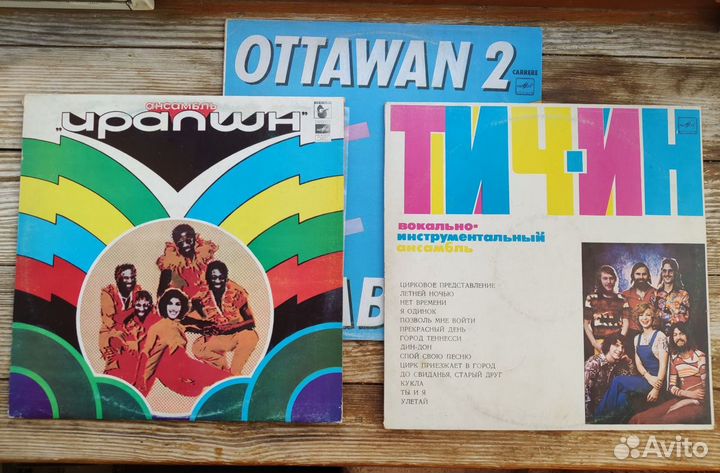 OTTAWAN 2
CARRERE
ансамбль
„ирапшн“
AB
ТИЧ·ИН
вокально-
инструментальный
ансамбль
ЦИРКОВОЕ ПРЕДСТАВЛЕНИЕ
ЛЕТНЕЙ НОЧЬЮ
НЕТ ВРЕМЕНИ
Я ОДИНОК
ПОЗВОЛЬ МНЕ ВОЙТИ
ПРЕКРАСНЫЙ ДЕНЬ
ГОРОД ТЕННЕССИ
ДИН-ДОН
СПОЙ СВОЮ ПЕСНЮ
ЦИРК ПРИЕЗЖАЕТ В ГОРОД
ДО СВИДАНЬЯ, СТАРЫЙ ДРУГ
КУКЛА
ТЫ И Я
УЛЕТАЙ
Avito